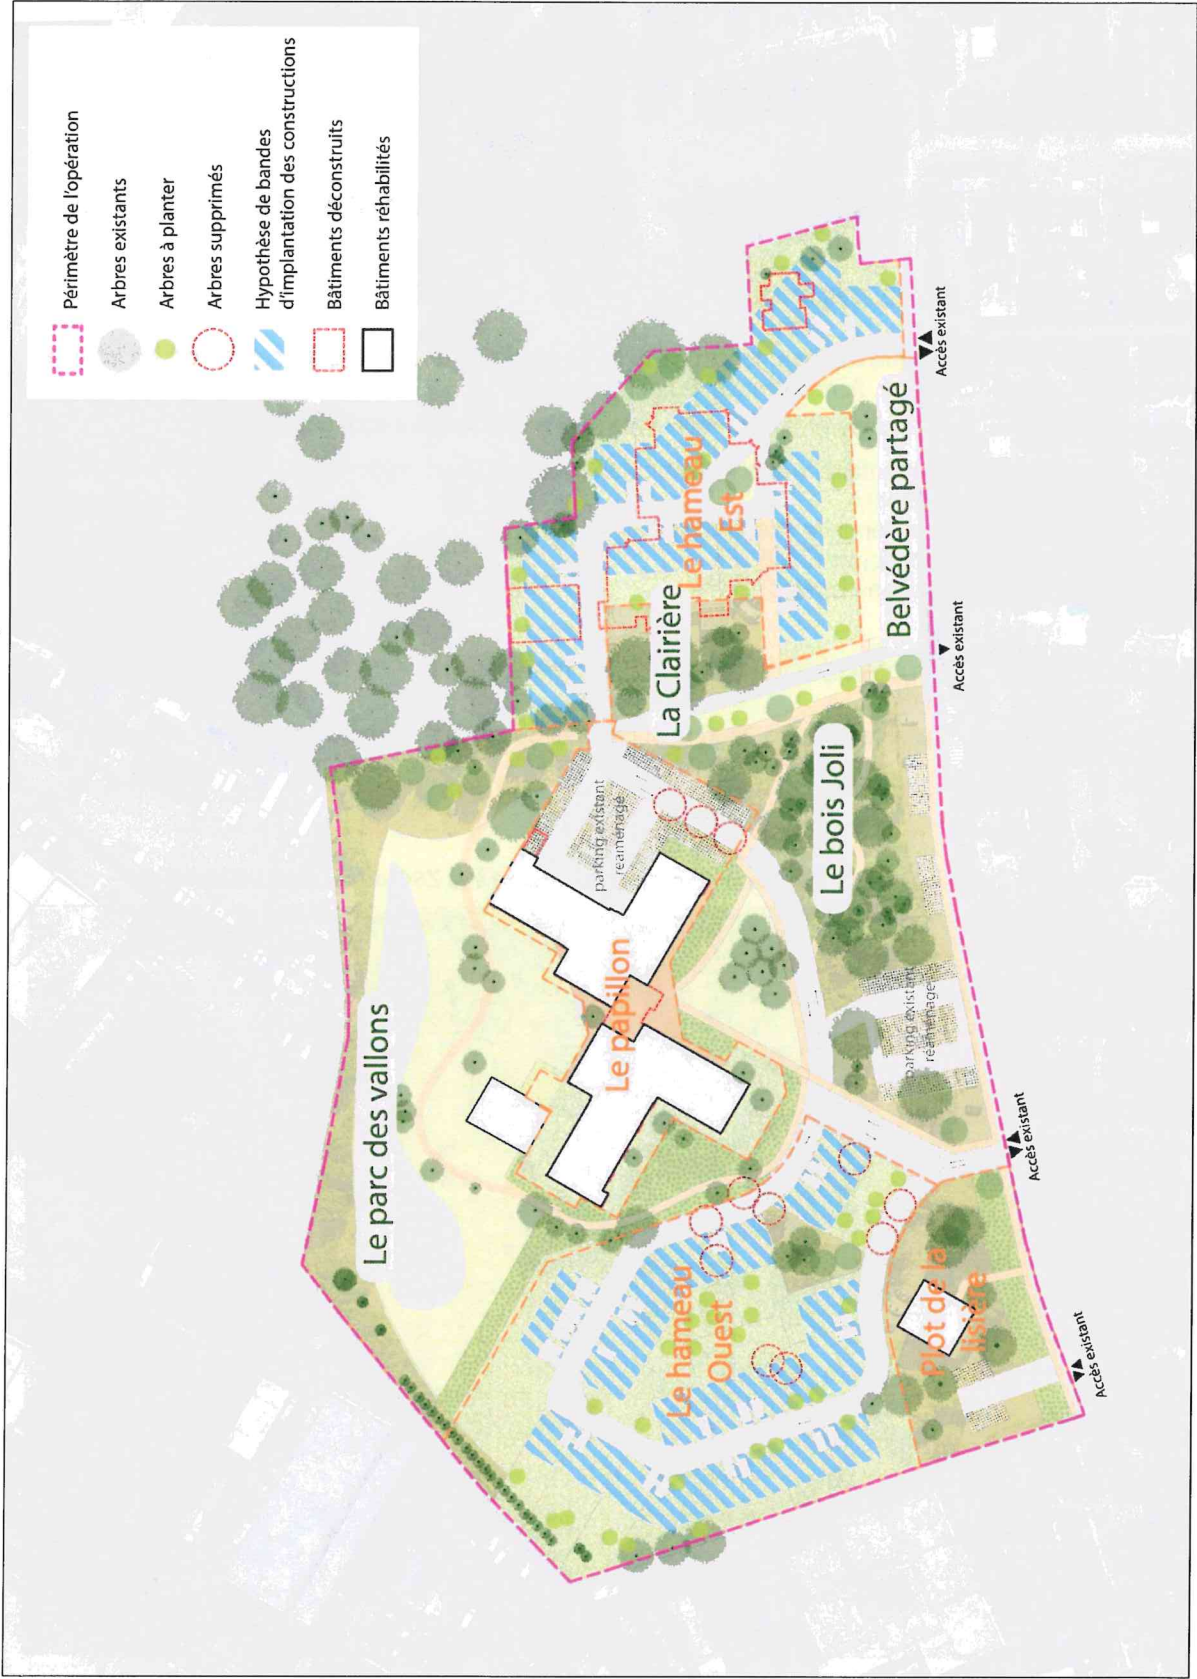 Périmètre de l'opération
Arbres existants
Arbres à planter
Arbres supprimés
Hypothèse de bandes
d'implantation des constructions
Bâtiments déconstruits
Bâtiments réhabilités
Le parc des vallons
Le papillon
parking existant
réaménagé
La Clairière
Le hameau
Est
Le hameau
Ouest
Le bois Joli
parking existant
réaménagé
Belvédère partagé
Plot de la
lisière
Accès existant
Accès existant
Accès existant
Accès existant